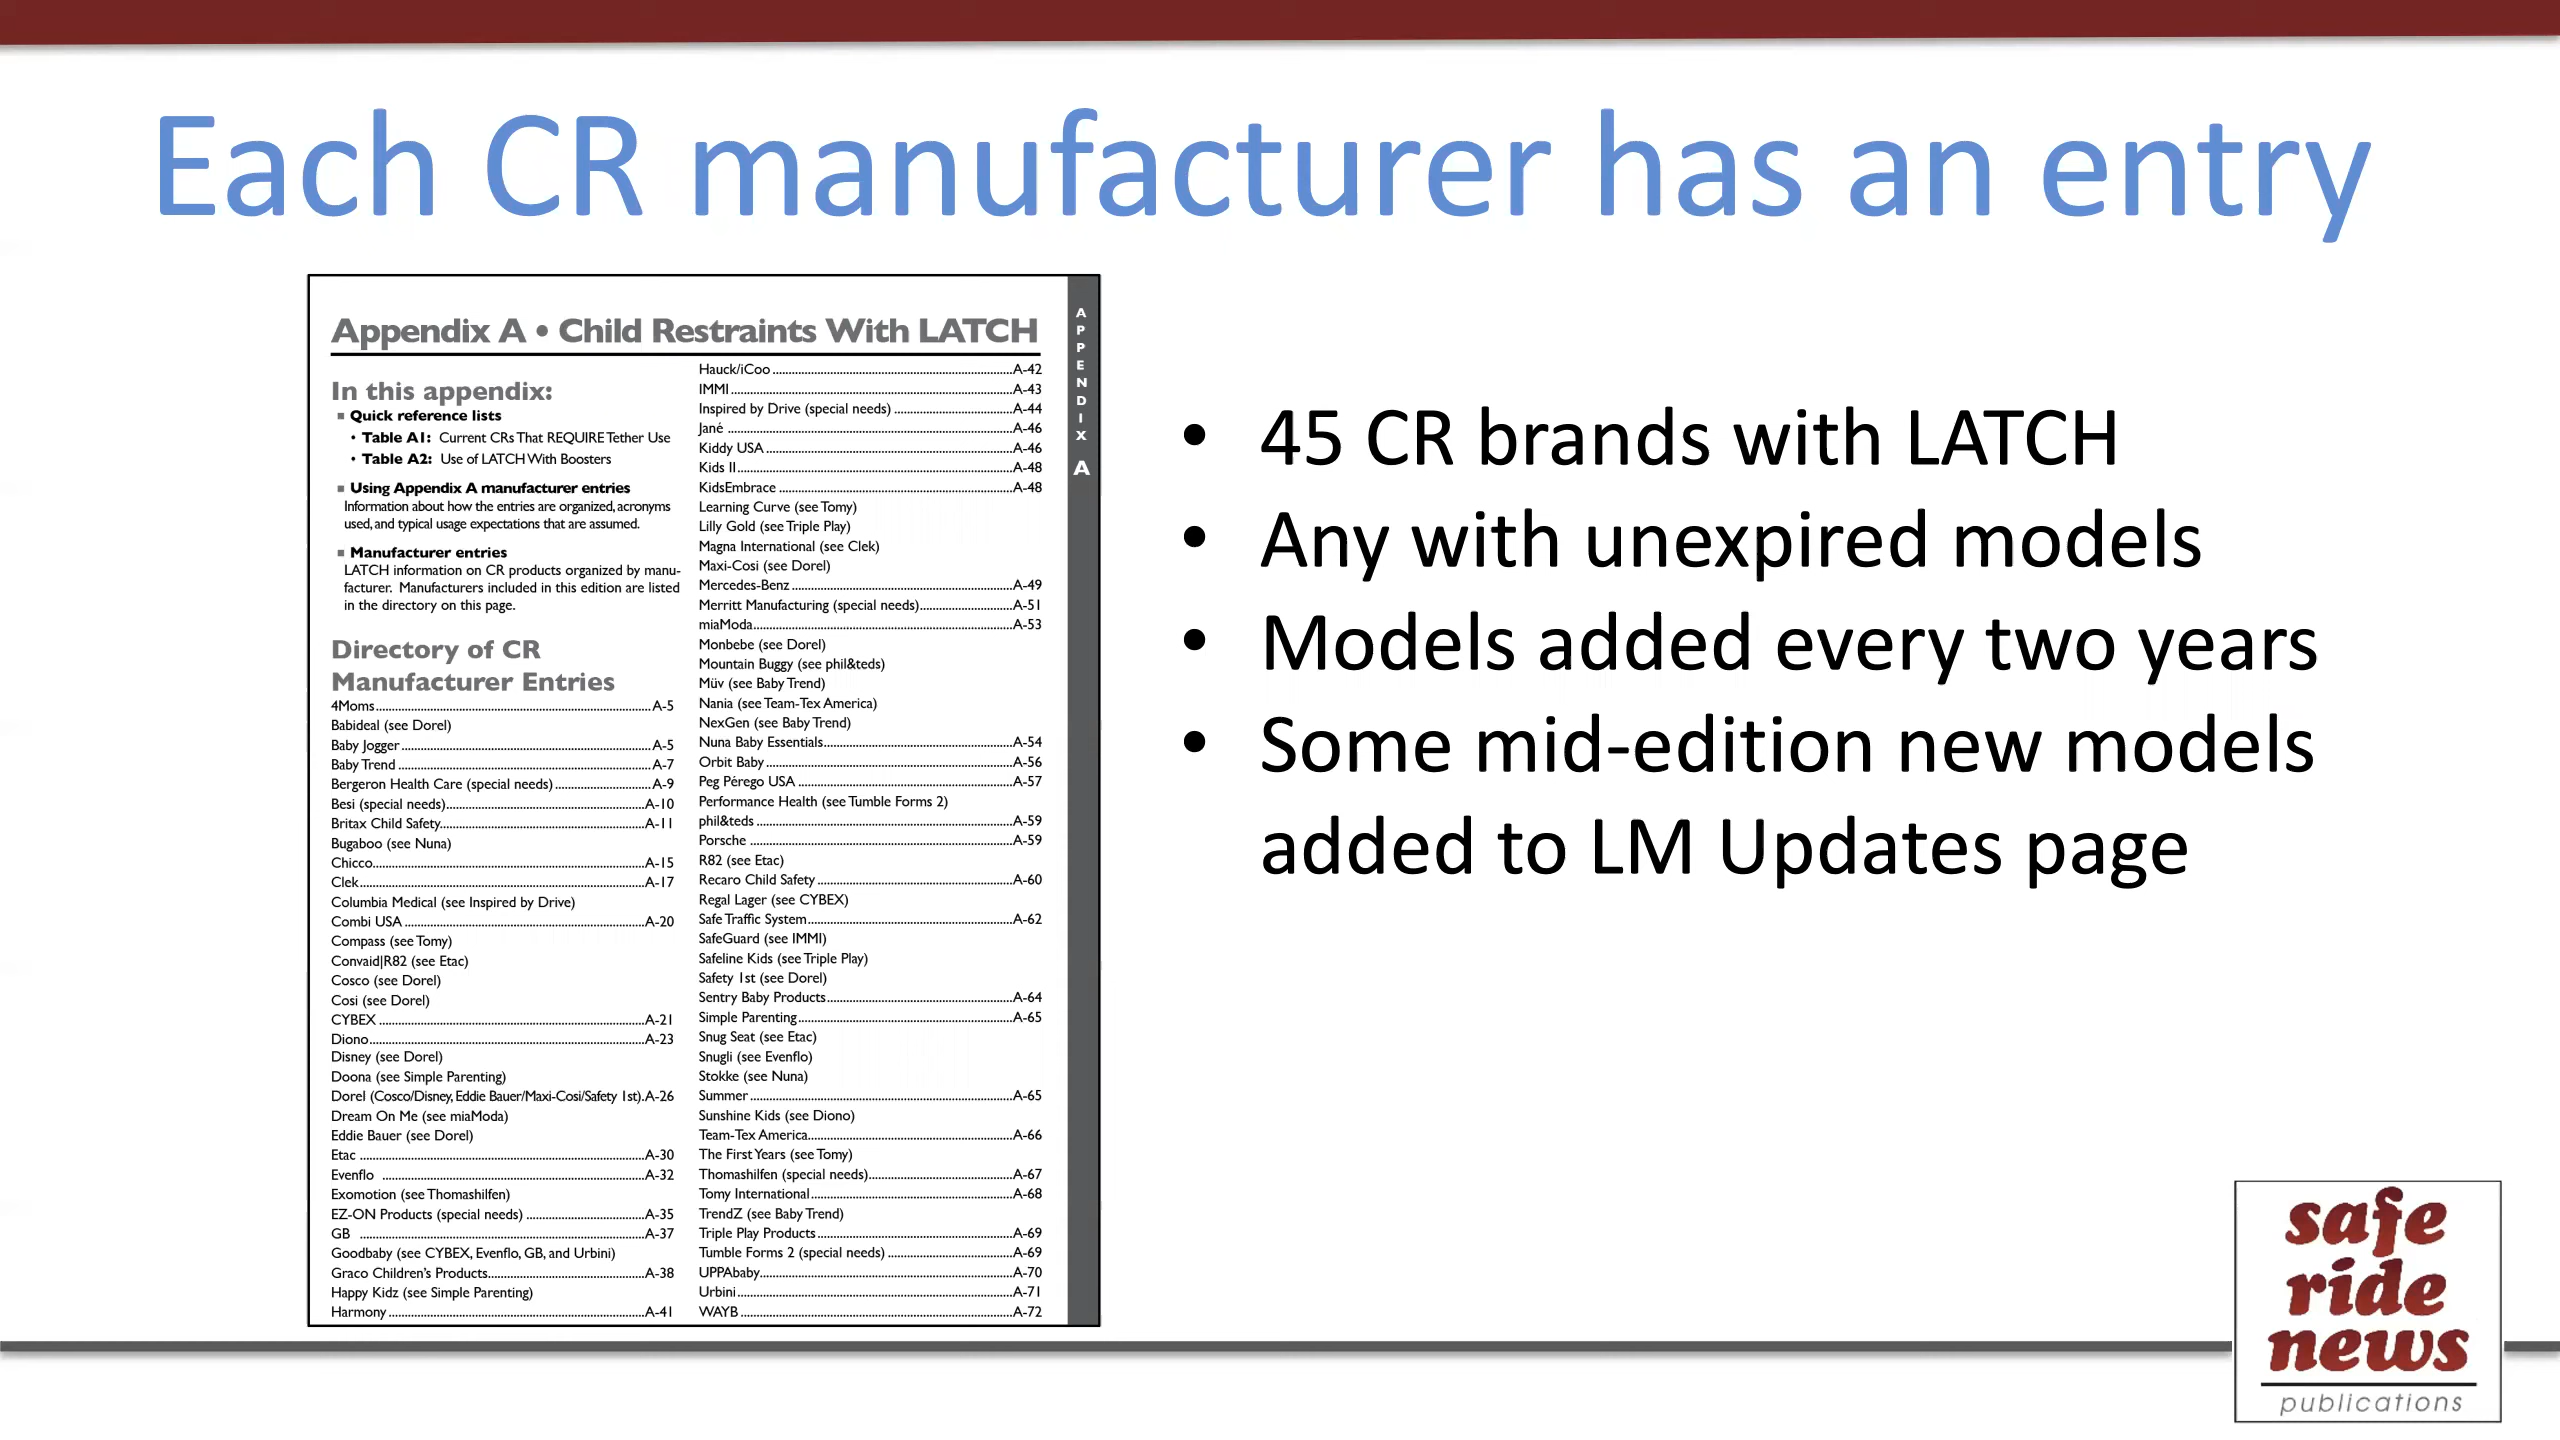 Each CR manufacturer has an entry
Appendix A • Child Restraints With LATCH
In this appendix:
■ Quick reference lists
• Table A1: Current CRs That REQUIRE Tether Use
• Table A2: Use of LATCH With Boosters
■ Using Appendix A manufacturer entries
Information about how the entries are organized, acronyms
used, and typical usage expectations that are assumed.
■ Manufacturer entries
LATCH information on CR products organized by manu-
facturer. Manufacturers included in this edition are listed
in the directory on this page.
Directory of CR
Manufacturer Entries
4Moms A-5
Babideal (see Dorel)
Baby Jogger A-5
Baby Trend A-7
Bergeron Health Care (special needs) A-9
Besi (special needs) A-10
Britax Child Safety A-11
Bugaboo (see Nuna)
Chicco A-15
Clek A-17
Columbia Medical (see Inspired by Drive)
Combi USA A-20
Compass (see Tomy)
Convaid|R82 (see Etac)
Cosco (see Dorel)
Cosi (see Dorel)
CYBEX A-21
Diono A-23
Disney (see Dorel)
Doona (see Simple Parenting)
Dorel (Cosco/Disney, Eddie Bauer/Maxi-Cosi/Safety 1st). A-26
Dream On Me (see miaModa)
Eddie Bauer (see Dorel)
Etac A-30
Evenflo A-32
Exomotion (see Thomashilfen)
EZ-ON Products (special needs) A-35
GB A-37
Goodbaby (see CYBEX, Evenflo, GB, and Urbini)
Graco Children's Products A-38
Happy Kidz (see Simple Parenting)
Harmony A-41
Hauck/iCoo A-42
IMMI A-43
Inspired by Drive (special needs) A-44
Jané A-46
Kiddy USA A-46
Kids II A-48
KidsEmbrace A-48
Learning Curve (see Tomy)
Lilly Gold (see Triple Play)
Magna International (see Clek)
Maxi-Cosi (see Dorel)
Mercedes-Benz A-49
Merritt Manufacturing (special needs) A-51
miaModa A-53
Monbebe (see Dorel)
Mountain Buggy (see phil&teds)
Müv (see Baby Trend)
Nania (see Team-Tex America)
NexGen (see Baby Trend)
Nuna Baby Essentials A-54
Orbit Baby A-56
Peg Pérego USA A-57
Performance Health (see Tumble Forms 2)
phil&teds A-59
Porsche A-59
R82 (see Etac)
Recaro Child Safety A-60
Regal Lager (see CYBEX)
Safe Traffic System A-62
SafeGuard (see IMMI)
Safeline Kids (see Triple Play)
Safety 1st (see Dorel)
Sentry Baby Products A-64
Simple Parenting A-65
Snug Seat (see Etac)
Snugli (see Evenflo)
Stokke (see Nuna)
Summer A-65
Sunshine Kids (see Diono)
Team-Tex America A-66
The First Years (see Tomy)
Thomashilfen (special needs) A-67
Tomy International A-68
TrendZ (see Baby Trend)
Triple Play Products A-69
Tumble Forms 2 (special needs) A-69
UPPAbaby A-70
Urbini A-71
WAYB A-72
APPENDIX A
• 45 CR brands with LATCH
• Any with unexpired models
• Models added every two years
• Some mid-edition new models
added to LM Updates page
safe
ride
news
publications